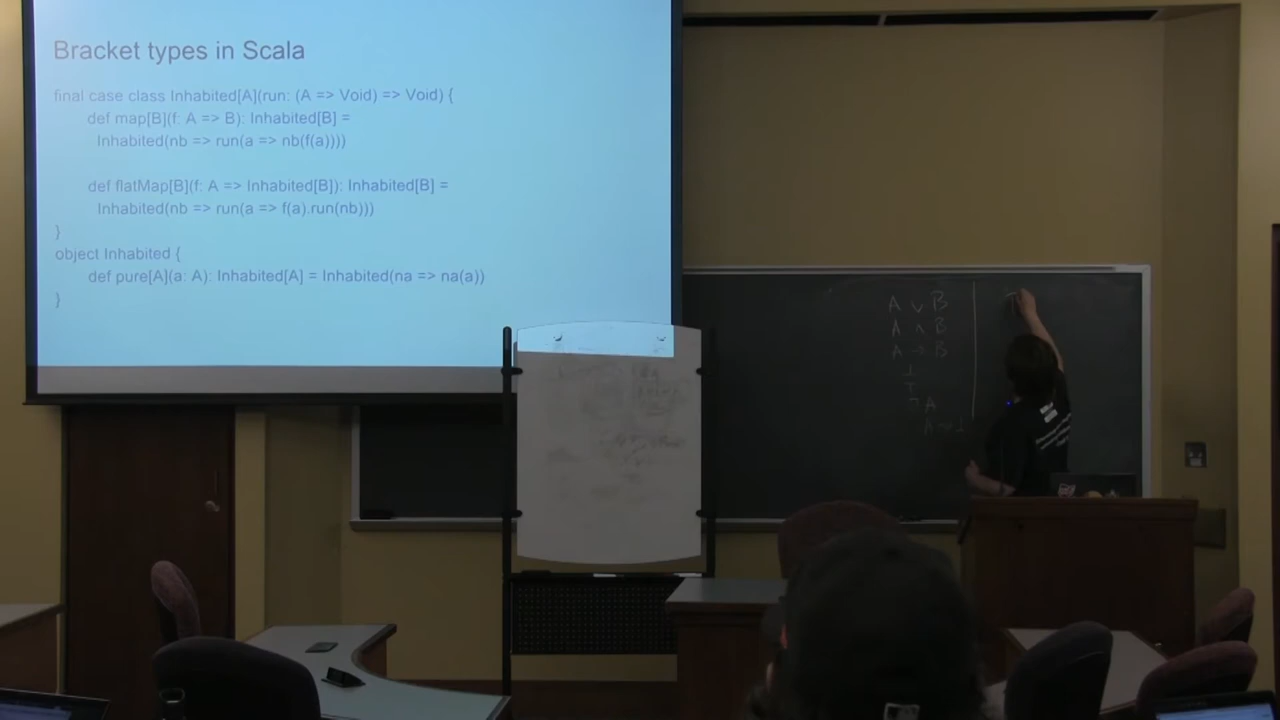 Bracket types in Scala
final case class Inhabited[A](run: (A => Void) => Void) {
def map[B](f: A => B): Inhabited[B] =
Inhabited(nb => run(a => nb(f(a))))
def flatMap[B](f: A => Inhabited[B]): Inhabited[B] =
Inhabited(nb => run(a => f(a).run(nb)))
}
object Inhabited {
def pure[A](a: A): Inhabited[A] = Inhabited(na => na(a))
}
A ∨ B
A ∧ B
A → B
⊥
⊤
¬ A
A → ⊥